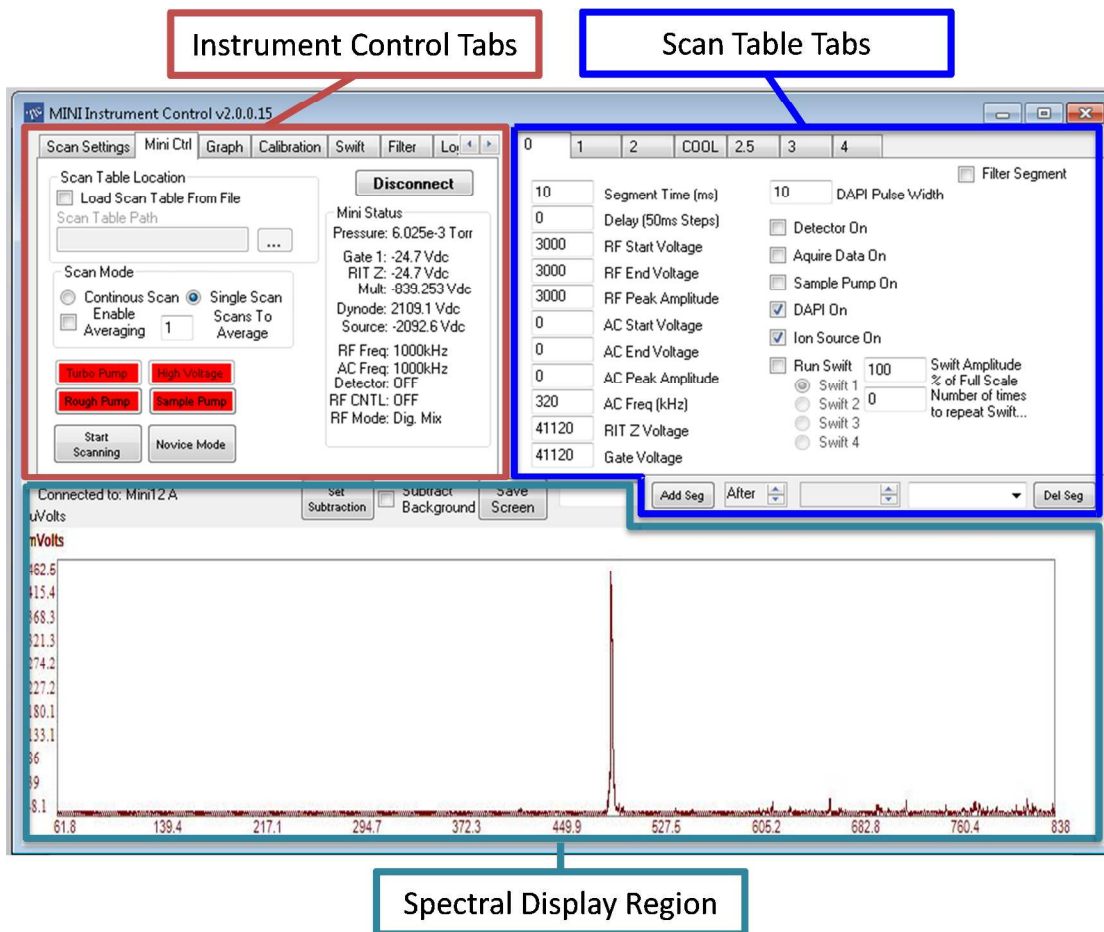 Instrument Control Tabs
Scan Table Tabs
MINI Instrument Control v2.0.0.15
Scan Settings Mini Ctrl Graph Calibration Swift Filter
Scan Table Location
Load Scan Table From File
Scan Table Path
...
Scan Mode
Continous Scan Single Scan
Enable Averaging 1 Scans To Average
Turbo Pump High Voltage
Rough Pump Sample Pump
Start Scanning Novice Mode
Disconnect
Mini Status
Pressure: 6.025e-3 Torr
Gate 1: -24.7 Vdc
RIT Z: -24.7 Vdc
Mult: -839.253 Vdc
Dynode: 2109.1 Vdc
Source: -2092.6 Vdc
RF Freq: 1000kHz
AC Freq: 1000kHz
Detector: OFF
RF CNTL: OFF
RF Mode: Dig. Mix
0 1 2 COOL 2.5 3 4
Filter Segment
10 Segment Time (ms)
0 Delay (50ms Steps)
3000 RF Start Voltage
3000 RF End Voltage
3000 RF Peak Amplitude
0 AC Start Voltage
0 AC End Voltage
0 AC Peak Amplitude
320 AC Freq (kHz)
41120 RIT Z Voltage
41120 Gate Voltage
10 DAPI Pulse Width
Detector On
Aquire Data On
Sample Pump On
DAPI On
Ion Source On
Run Swift 100 Swift Amplitude % of Full Scale
Swift 1
Swift 2 0 Number of times to repeat Swift...
Swift 3
Swift 4
Add Seg After Del Seg
Connected to: Mini12 A
Set Subtraction
Subtract Background
Save Screen
uVolts
mVolts
462.5
415.4
368.3
321.3
274.2
227.2
180.1
133.1
86
39
-8.1
61.8 139.4 217.1 294.7 372.3 449.9 527.5 605.2 682.8 760.4 838
Spectral Display Region